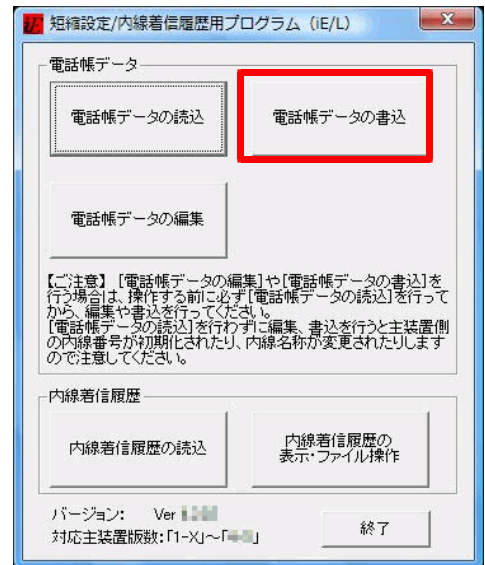 iE 短縮設定/内線着信履歴用プログラム (iE/L)
電話帳データ
電話帳データの読込
電話帳データの書込
電話帳データの編集
【ご注意】 [電話帳データの編集]や[電話帳データの書込]を
行う場合は、操作する前に必ず[電話帳データの読込]を行って
から、編集や書込を行ってください。
[電話帳データの読込]を行わずに編集、書込を行うと主装置側
の内線番号が初期化されたり、内線名称が変更されたりします
ので注意してください。
内線着信履歴
内線着信履歴の読込
内線着信履歴の
表示・ファイル操作
バージョン: Ver
対応主装置版数:「1-X」～「 」
終了